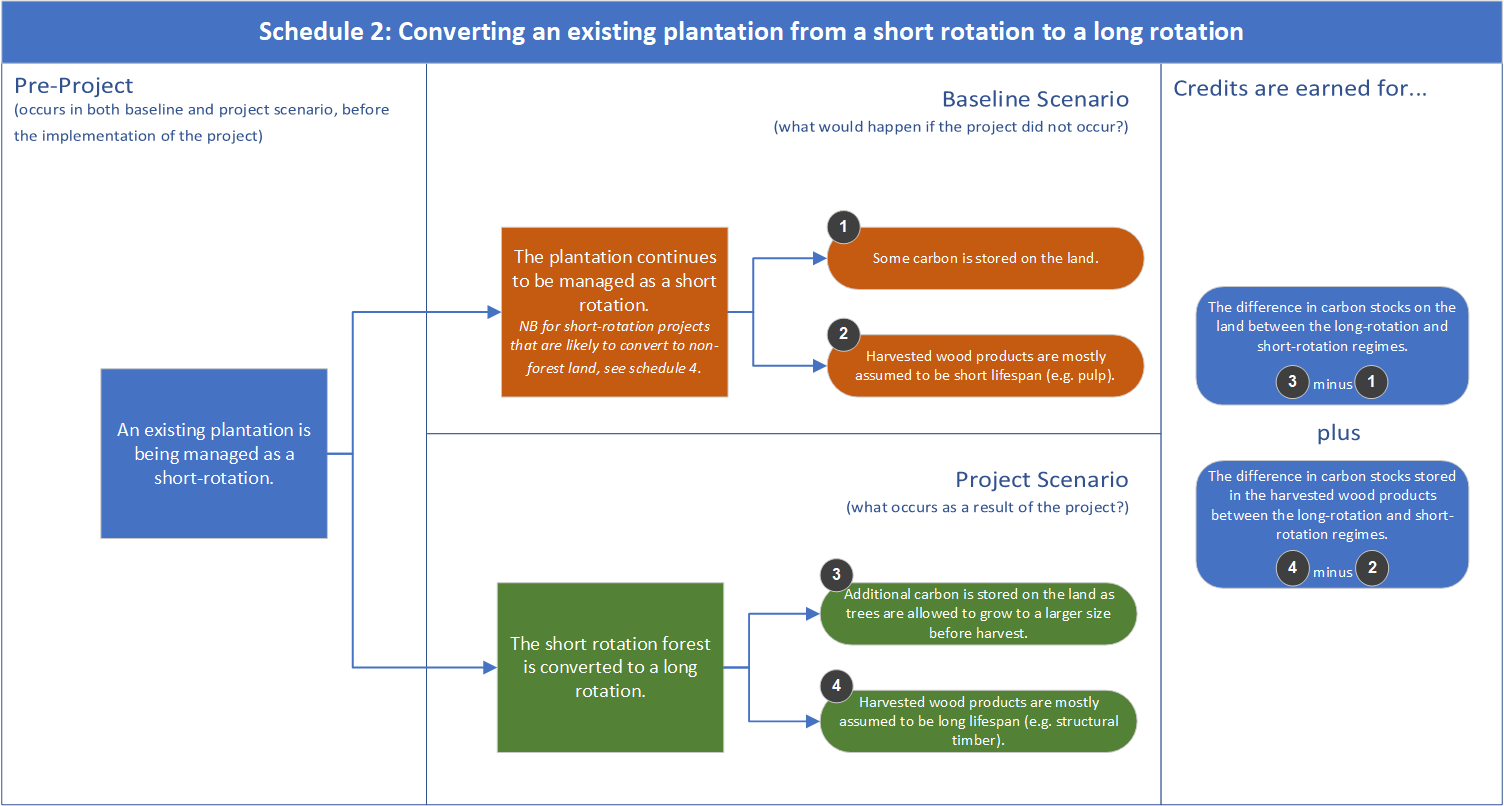 Schedule 2: Converting an existing plantation from a short rotation to a long rotation
Pre-Project
(occurs in both baseline and project scenario, before
the implementation of the project)
An existing plantation is
being managed as a
short-rotation.
Baseline Scenario
(what would happen if the project did not occur?)
The plantation continues
to be managed as a short
rotation.
NB for short-rotation projects
that are likely to convert to non-
forest land, see schedule 4.
1
Some carbon is stored on the land.
2
Harvested wood products are mostly
assumed to be short lifespan (e.g. pulp).
Project Scenario
(what occurs as a result of the project?)
The short rotation forest
is converted to a long
rotation.
3
Additional carbon is stored on the land as
trees are allowed to grow to a larger size
before harvest.
4
Harvested wood products are mostly
assumed to be long lifespan (e.g. structural
timber).
Credits are earned for...
The difference in carbon stocks on the
land between the long-rotation and
short-rotation regimes.
3 minus 1
plus
The difference in carbon stocks stored
in the harvested wood products
between the long-rotation and short-
rotation regimes.
4 minus 2